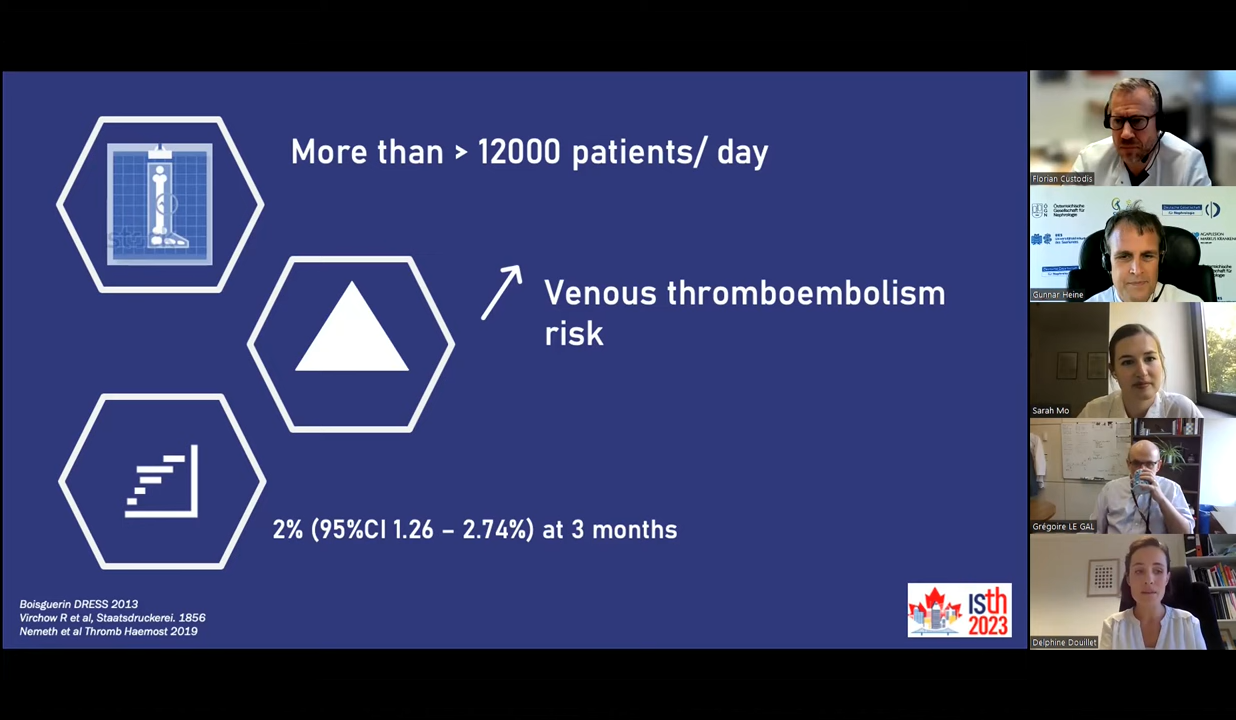 More than > 12000 patients/ day
Venous thromboembolism
risk
2% (95%CI 1.26 – 2.74%) at 3 months
Boisguerin DRESS 2013
Virchow R et al, Staatsdruckerei. 1856
Nemeth et al Thromb Haemost 2019
ISth
2023
Florian Custodis
Gunnar Heine
Sarah Mo
Grégoire LE GAL
Delphine Douillet